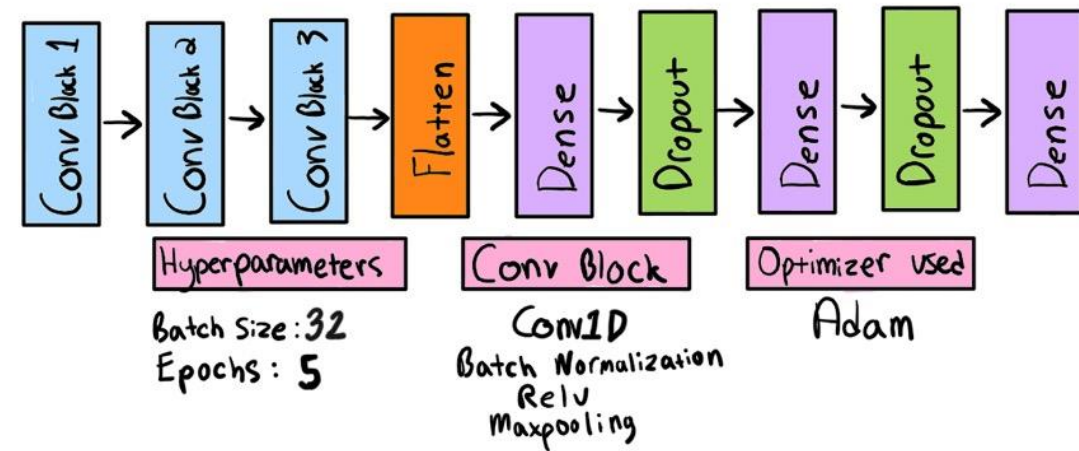 Conv Block 1
Conv Block 2
Conv Block 3
Flatten
Dense
Dropout
Dense
Dropout
Dense
Hyperparameters
Batch Size: 32
Epochs: 5
Conv Block
Conv1D
Batch Normalization
Relu
Maxpooling
Optimizer used
Adam